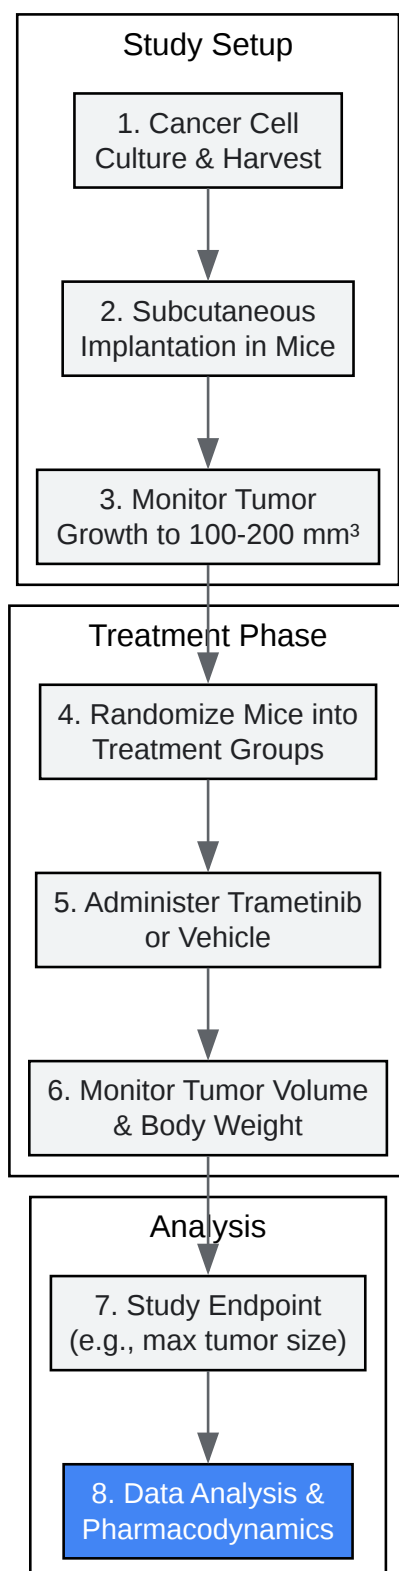 Study Setup
1. Cancer Cell
Culture & Harvest
2. Subcutaneous
Implantation in Mice
3. Monitor Tumor
Growth to 100-200 mm³
Treatment Phase
4. Randomize Mice into
Treatment Groups
5. Administer Trametinib
or Vehicle
6. Monitor Tumor Volume
& Body Weight
Analysis
7. Study Endpoint
(e.g., max tumor size)
8. Data Analysis &
Pharmacodynamics